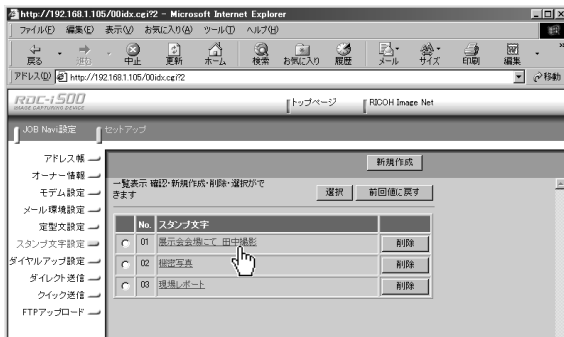 http://192.168.1.105/00idx.cgi?2 - Microsoft Internet Explorer
ファイル(F) 編集(E) 表示(V) お気に入り(A) ツール(T) ヘルプ(H)
戻る 進む 中止 更新 ホーム 検索 お気に入り 履歴 メール サイズ 印刷 編集
アドレス(D) http://192.168.1.105/00idx.cgi?2 移動
RDC-i500
IMAGE CAPTURING DEVICE
トップページ RICOH Image Net
JOB Navi設定 セットアップ
アドレス帳
オーナー情報
モデム設定
メール環境設定
定型文設定
スタンプ文字設定
ダイヤルアップ設定
ダイレクト送信
クイック送信
FTPアップロード
新規作成
一覧表示 確認・新規作成・削除・選択ができます
選択 前回値に戻す
No. スタンプ文字
01 展示会会場にて 田中撮影 削除
02 機密写真 削除
03 現場レポート 削除